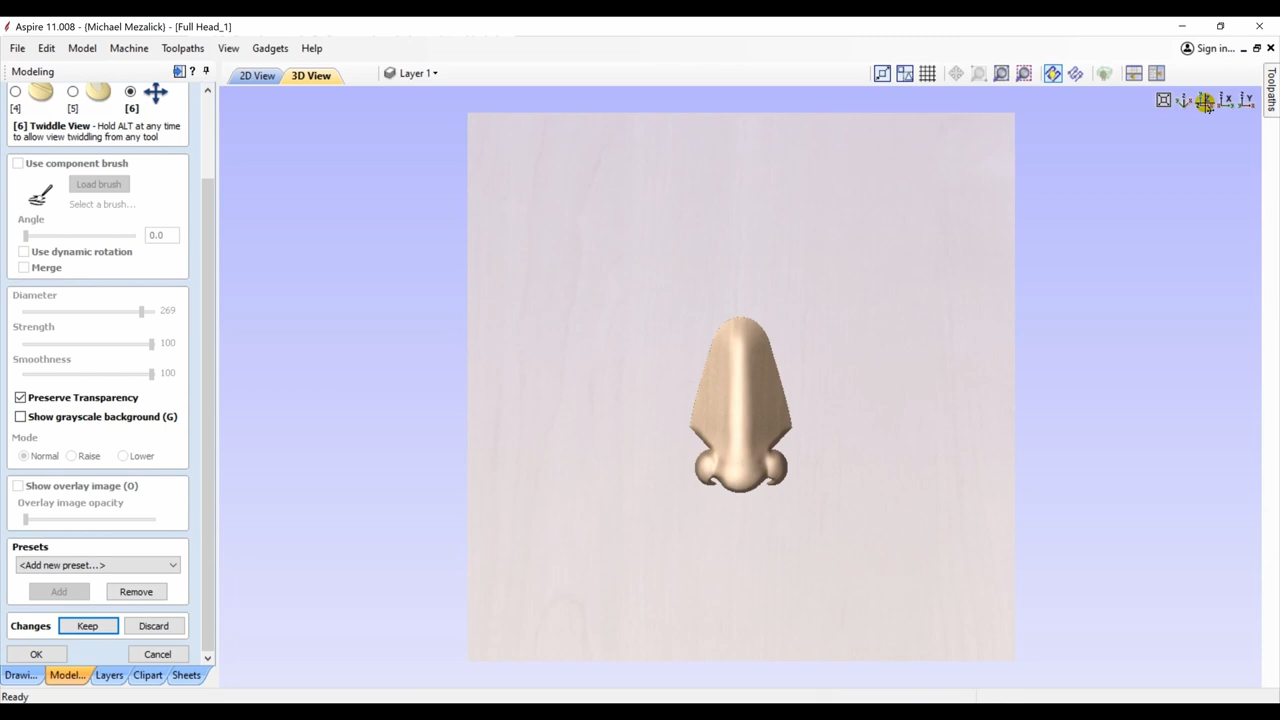 Aspire 11.008 - {Michael Mezalick} - [Full Head_1]
File Edit Model Machine Toolpaths View Gadgets Help
Sign in...
Modeling ?
2D View 3D View Layer 1
Toolpaths
X Y
[4] [5] [6]
[6] Twiddle View - Hold ALT at any time
to allow view twiddling from any tool
Use component brush
Load brush
Select a brush...
Angle
0.0
Use dynamic rotation
Merge
Diameter
269
Strength
100
Smoothness
100
Preserve Transparency
Show grayscale background (G)
Mode
Normal Raise Lower
Show overlay image (O)
Overlay image opacity
Presets
<Add new preset...>
Add Remove
Changes Keep Discard
OK Cancel
Drawi... Model... Layers Clipart Sheets
Ready